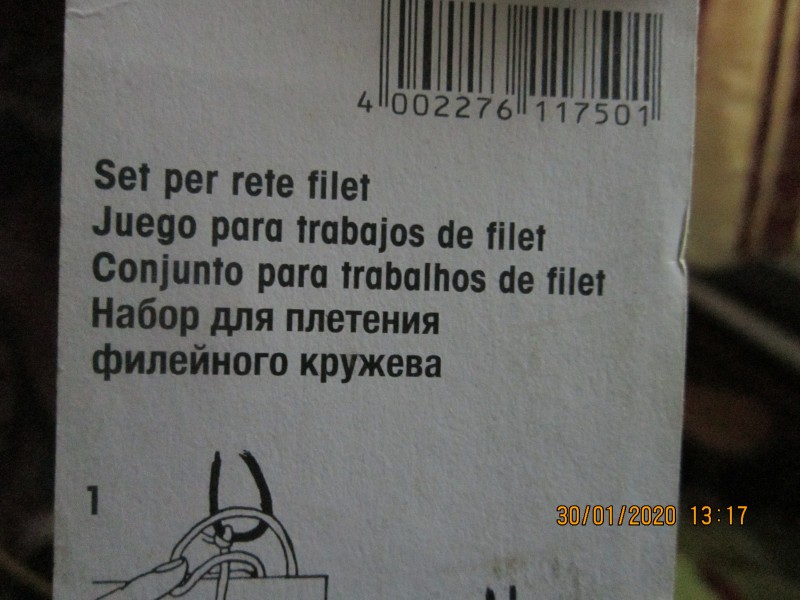 4 002276 117501
Set per rete filet
Juego para trabajos de filet
Conjunto para trabalhos de filet
Набор для плетения
филейного кружева
1
30/01/2020 13:17